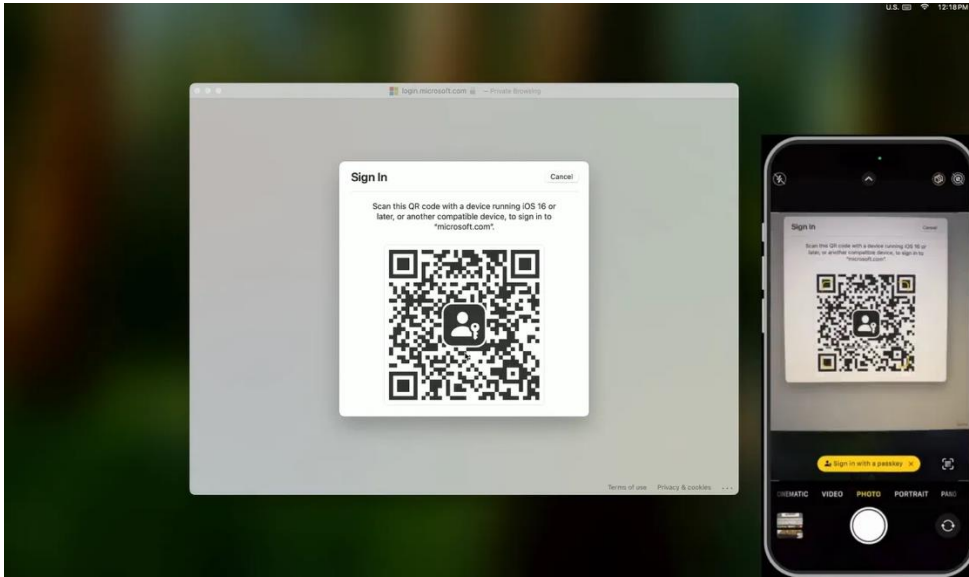 U.S. 12:18 PM
login.microsoft.com — Private Browsing
Sign In
Cancel
Scan this QR code with a device running iOS 16 or
later, or another compatible device, to sign in to
"microsoft.com".
Terms of use Privacy & cookies ...
Sign In
Cancel
Scan this QR code with a device running iOS 16 or
later, or another compatible device, to sign in to
"microsoft.com".
Sign in with a passkey ×
NEMATIC VIDEO PHOTO PORTRAIT PANO